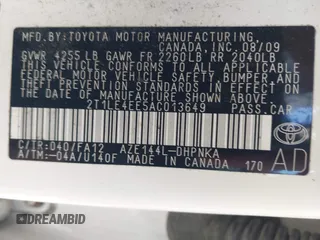 MFD.BY:TOYOTA MOTOR MANUFACTURING,
CANADA,INC. 08/09
GVWR 4255 LB GAWR FR 2260LB RR 2040LB
THIS VEHICLE CONFORMS TO ALL APPLICABLE
FEDERAL MOTOR VEHICLE SAFETY, BUMPER, AND
THEFT PREVENTION STANDARDS IN EFFECT ON
THE DATE OF MANUFACTURE SHOWN ABOVE.
2T1LE4EE5AC013649 PASS.CAR
C/TR:040/FA12 AZE144L-DHPNKA
A/TM:-04A/U140F MADE IN CANADA 170
AD
DIDCARDS